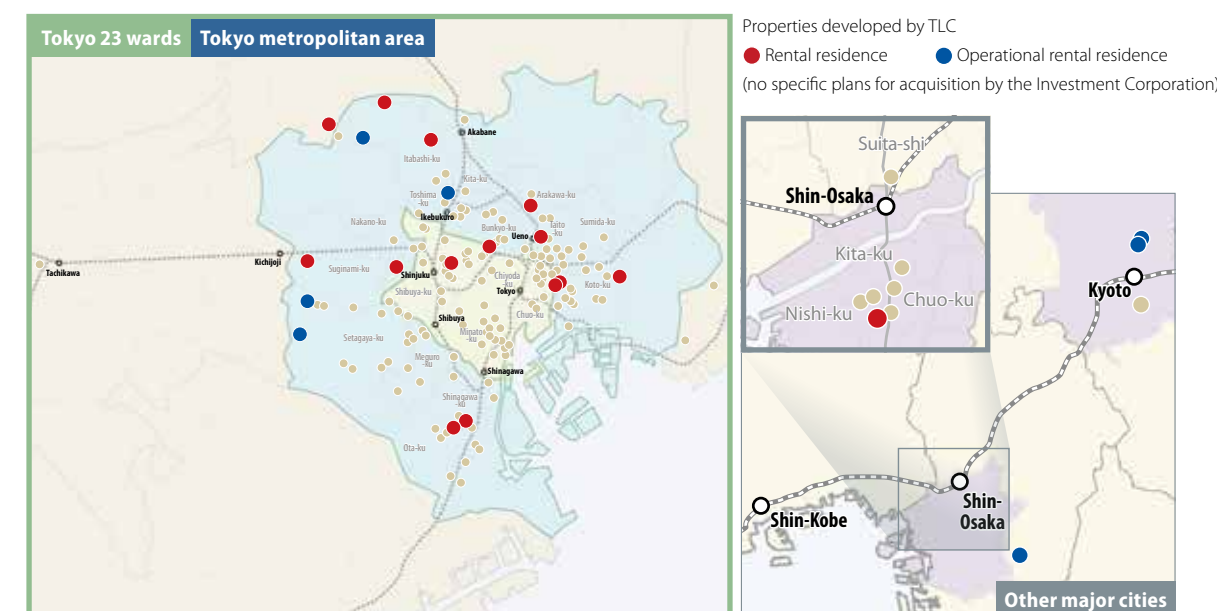 Tokyo 23 wards
Tokyo metropolitan area
Properties developed by TLC
Rental residence
Operational rental residence
(no specific plans for acquisition by the Investment Corporation)
Akabane
Itabashi-ku
Kita-ku
Toshima
-ku
Arakawa-ku
Ikebukuro
Nakano-ku
Bunkyo-ku
Taito
-ku
Sumida-ku
Ueno
Kichijoji
Tachikawa
Suginami-ku
Shinjuku
Chiyoda
-ku
Koto-ku
Shibuya-ku
Tokyo
Chuo-ku
Shibuya
Minato
-ku
Setagaya-ku
Meguro
-ku
Shinagawa
Shinagawa
-ku
Ota-ku
Suita-shi
Shin-Osaka
Kita-ku
Chuo-ku
Nishi-ku
Kyoto
Shin-
Osaka
Shin-Kobe
Other major cities